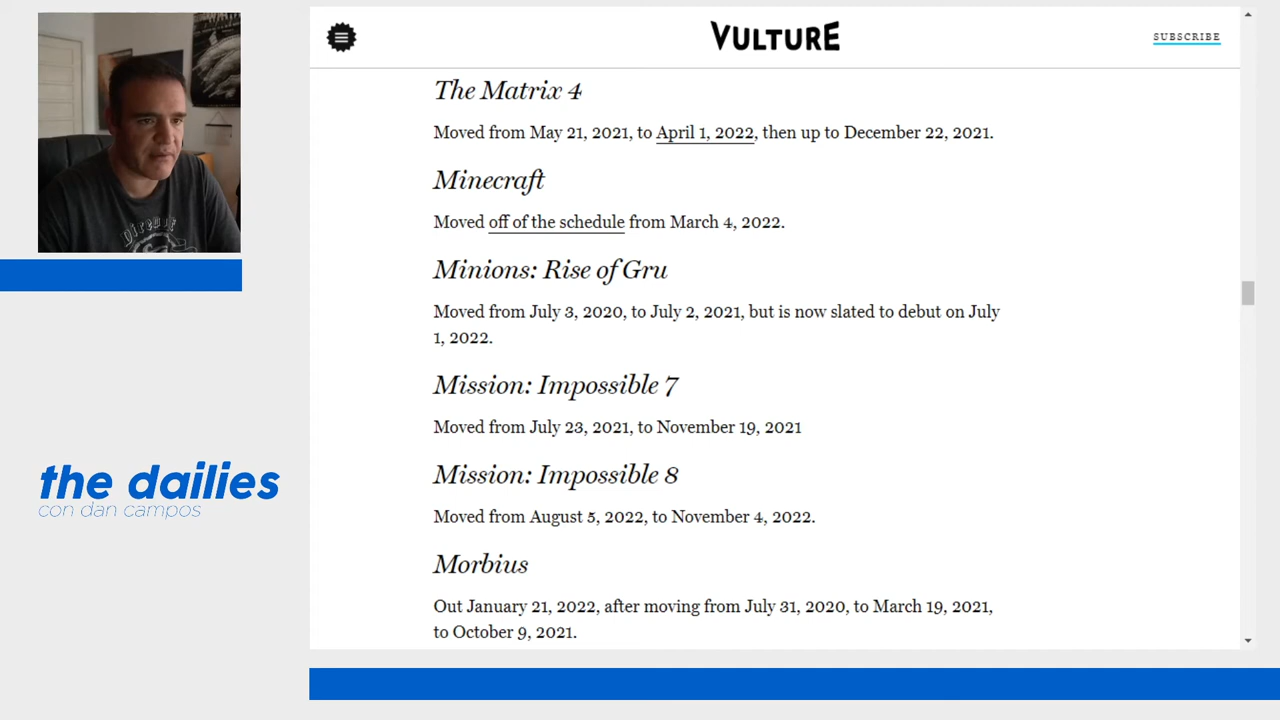 VULTURE
SUBSCRIBE
The Matrix 4
Moved from May 21, 2021, to April 1, 2022, then up to December 22, 2021.
Minecraft
Moved off of the schedule from March 4, 2022.
Minions: Rise of Gru
Moved from July 3, 2020, to July 2, 2021, but is now slated to debut on July
1, 2022.
Mission: Impossible 7
Moved from July 23, 2021, to November 19, 2021
Mission: Impossible 8
Moved from August 5, 2022, to November 4, 2022.
Morbius
Out January 21, 2022, after moving from July 31, 2020, to March 19, 2021,
to October 9, 2021.
the dailies
con dan campos